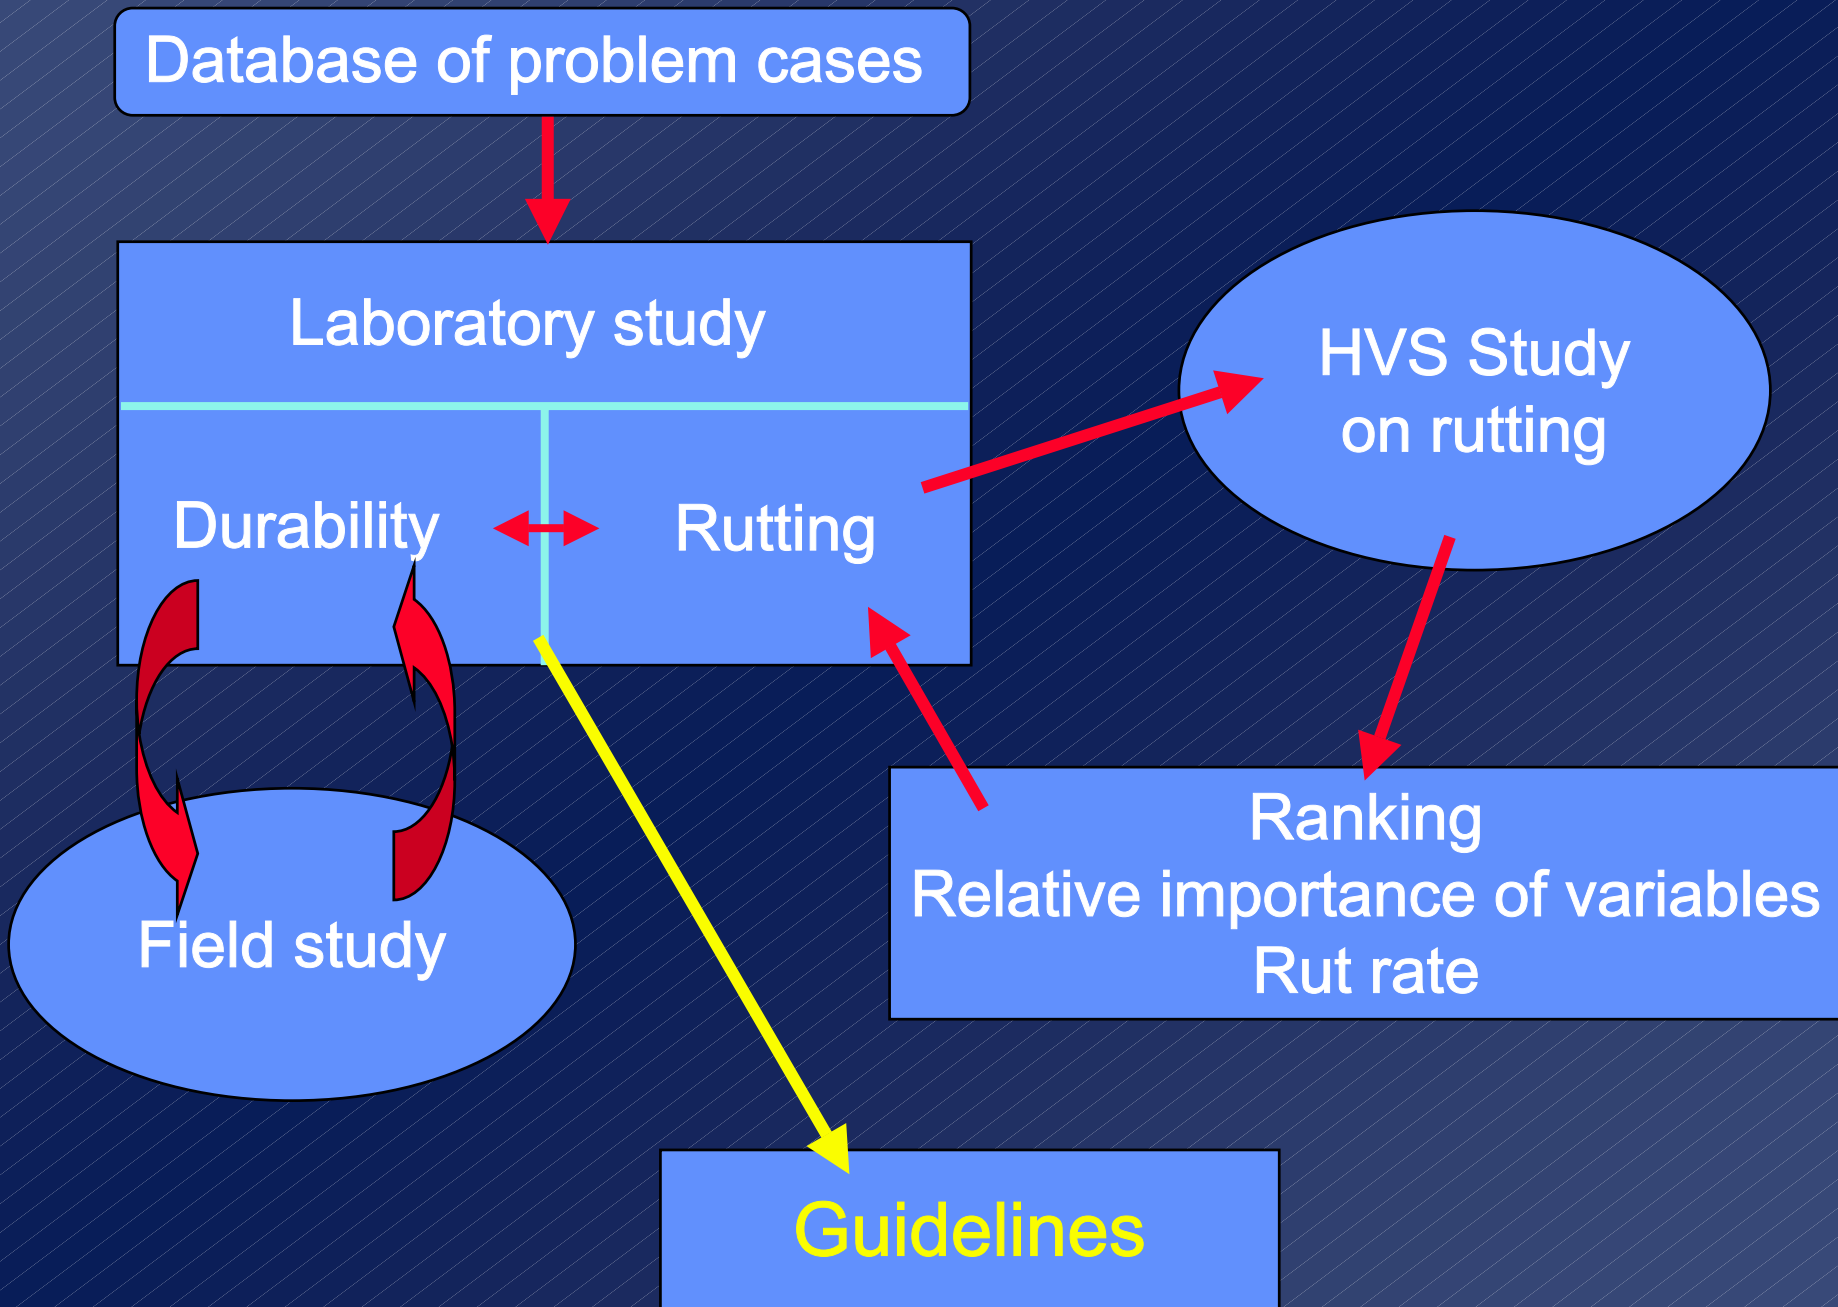 Database of problem cases
Laboratory study
HVS Study
on rutting
Durability
Rutting
Ranking
Relative importance of variables
Rut rate
Field study
Guidelines